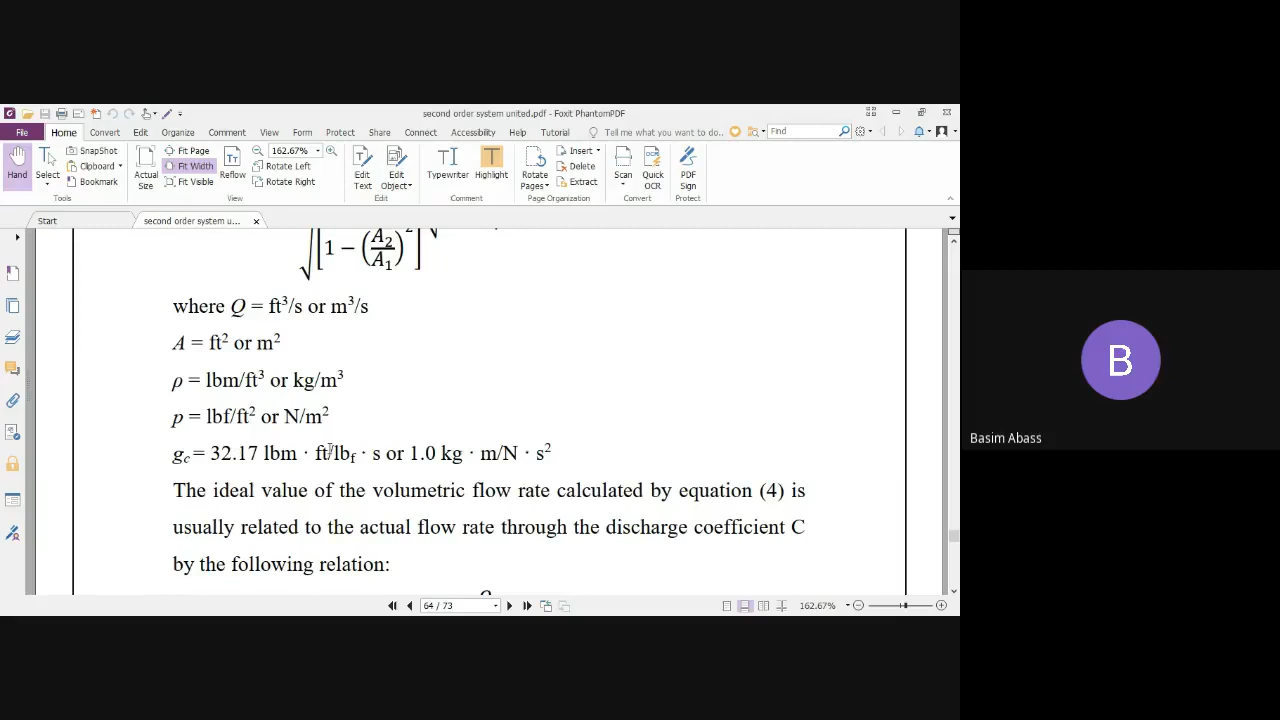 second order system united.pdf - Foxit PhantomPDF
File Home Convert Edit Organize Comment View Form Protect Share Connect Accessibility Help Tutorial Tell me what you want to do.. Find
Hand
Select
SnapShot
Clipboard
Bookmark
Tools
Actual Size
Fit Page
Fit Width
Fit Visible
Reflow
162.67%
Rotate Left
Rotate Right
View
Edit Text
Edit Object
Edit
Typewriter
Highlight
Comment
Rotate Pages
Insert
Delete
Extract
Page Organization
Scan
Quick OCR
Convert
PDF Sign
Protect
Start
second order system u...
√[1 − (A₂/A₁)²]
where Q = ft³/s or m³/s
A = ft² or m²
ρ = lbm/ft³ or kg/m³
p = lbf/ft² or N/m²
g_c = 32.17 lbm · ft/lb_f · s or 1.0 kg · m/N · s²
The ideal value of the volumetric flow rate calculated by equation (4) is
usually related to the actual flow rate through the discharge coefficient C
by the following relation:
64 / 73
162.67%
B
Basim Abass